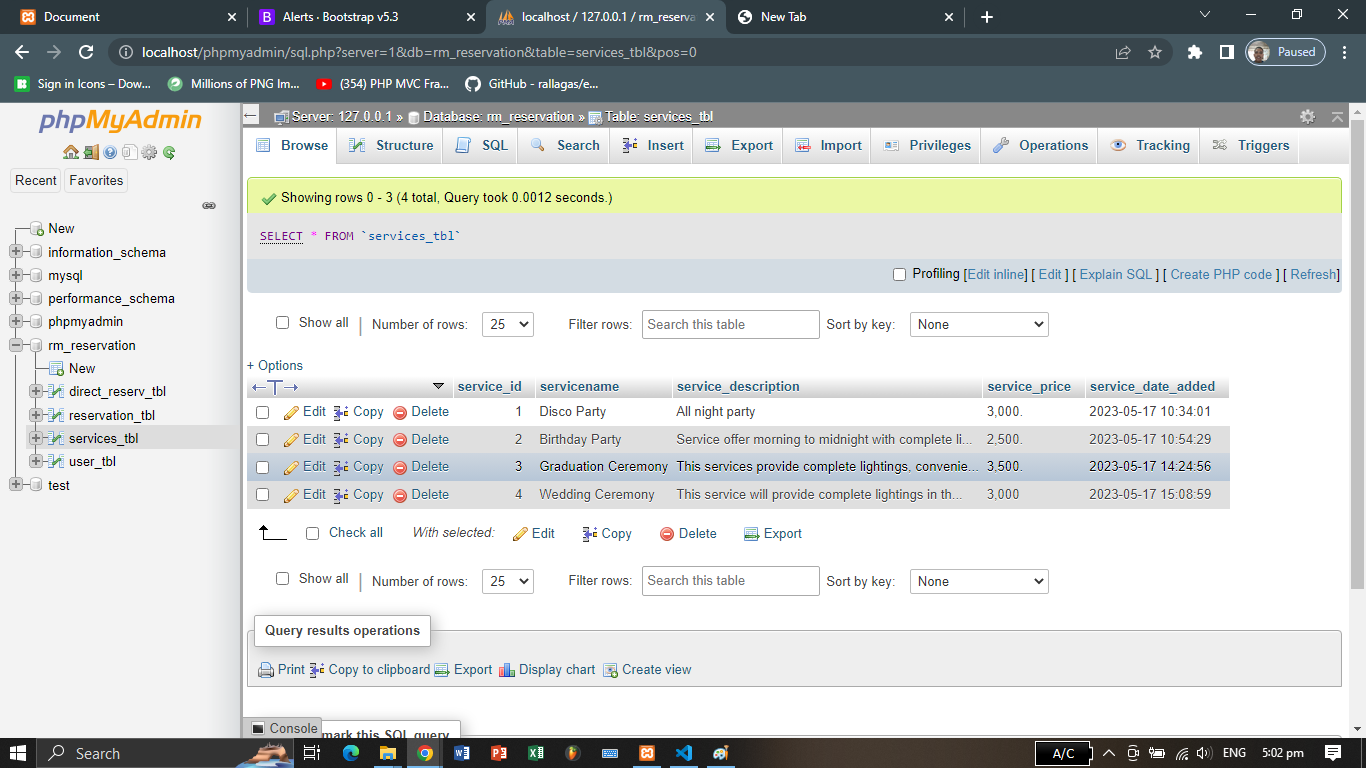 Document
Alerts · Bootstrap v5.3
localhost / 127.0.0.1 / rm_reserva
New Tab
localhost/phpmyadmin/sql.php?server=1&db=rm_reservation&table=services_tbl&pos=0
Paused
Sign in Icons – Dow...
Millions of PNG Im...
(354) PHP MVC Fra...
GitHub - rallagas/e...
phpMyAdmin
Recent Favorites
New
information_schema
mysql
performance_schema
phpmyadmin
rm_reservation
New
direct_reserv_tbl
reservation_tbl
services_tbl
user_tbl
test
Server: 127.0.0.1 » Database: rm_reservation » Table: services_tbl
Browse Structure SQL Search Insert Export Import Privileges Operations Tracking Triggers
Showing rows 0 - 3 (4 total, Query took 0.0012 seconds.)
SELECT * FROM `services_tbl`
Profiling [Edit inline] [ Edit ] [ Explain SQL ] [ Create PHP code ] [ Refresh]
Show all | Number of rows: 25 Filter rows: Search this table Sort by key: None
+ Options
←T→ service_id servicename service_description service_price service_date_added
Edit Copy Delete 1 Disco Party All night party 3,000. 2023-05-17 10:34:01
Edit Copy Delete 2 Birthday Party Service offer morning to midnight with complete li... 2,500. 2023-05-17 10:54:29
Edit Copy Delete 3 Graduation Ceremony This services provide complete lightings, convenie... 3,500. 2023-05-17 14:24:56
Edit Copy Delete 4 Wedding Ceremony This service will provide complete lightings in th... 3,000 2023-05-17 15:08:59
Check all With selected: Edit Copy Delete Export
Show all | Number of rows: 25 Filter rows: Search this table Sort by key: None
Query results operations
Print Copy to clipboard Export Display chart Create view
Console
mark this SQL query
Search
A/C
ENG
5:02 pm